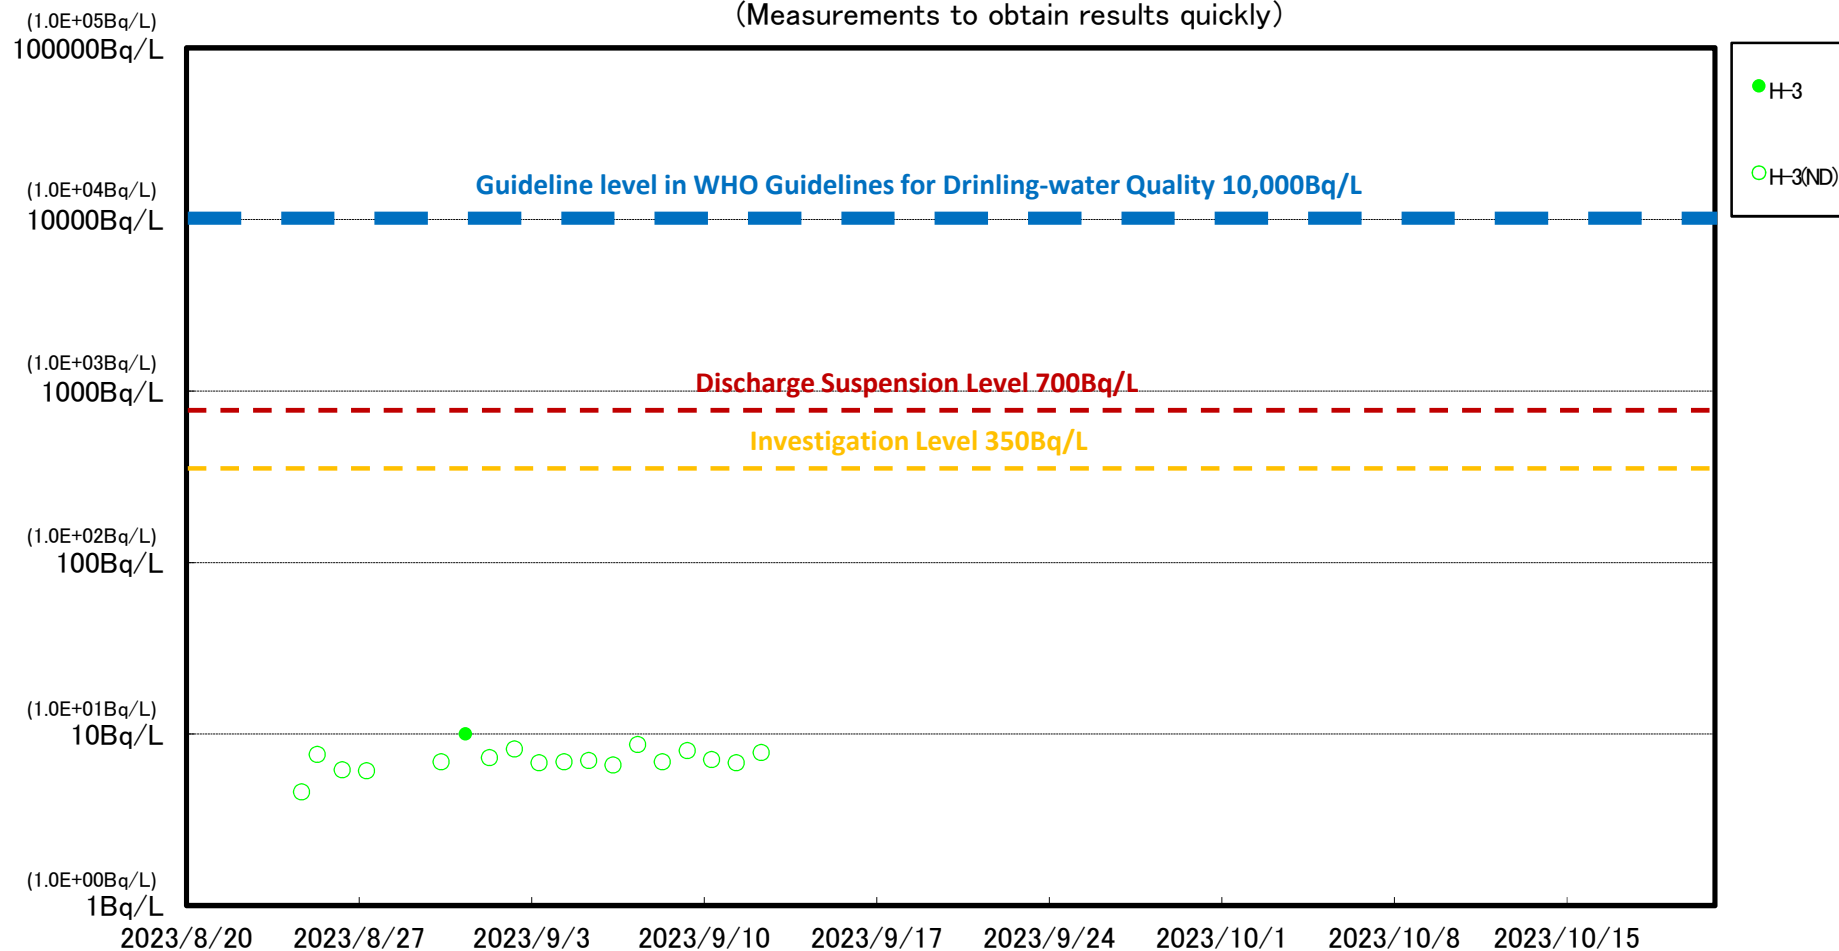 (Measurements to obtain results quickly)
(1.0E+05Bq/L)
100000Bq/L
H-3
H-3(ND)
(1.0E+04Bq/L)
10000Bq/L
Guideline level in WHO Guidelines for Drinling-water Quality 10,000Bq/L
(1.0E+03Bq/L)
1000Bq/L
Discharge Suspension Level 700Bq/L
Investigation Level 350Bq/L
(1.0E+02Bq/L)
100Bq/L
(1.0E+01Bq/L)
10Bq/L
(1.0E+00Bq/L)
1Bq/L
2023/8/20 2023/8/27 2023/9/3 2023/9/10 2023/9/17 2023/9/24 2023/10/1 2023/10/8 2023/10/15